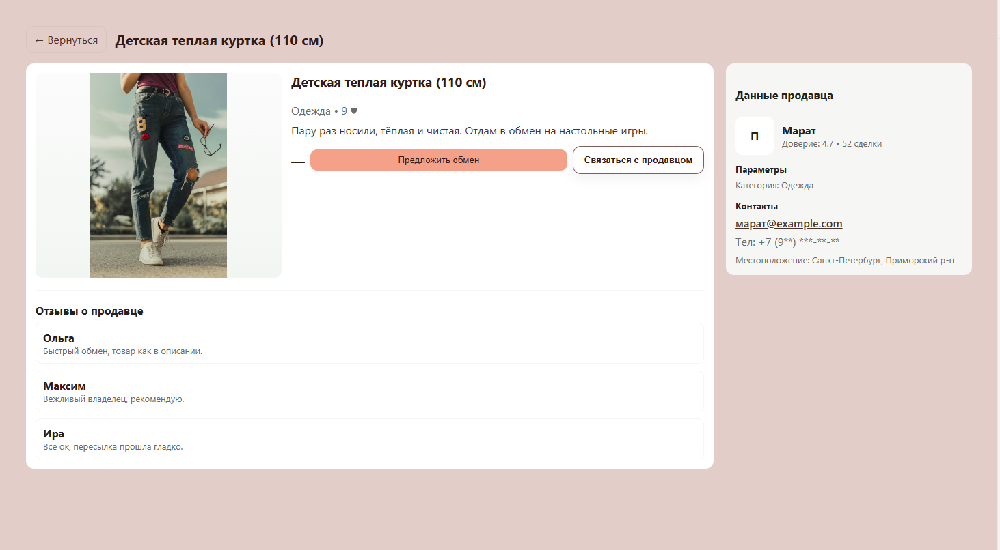 ← Вернуться
Детская теплая куртка (110 см)
Детская теплая куртка (110 см)
Одежда • 9 ♥
Пару раз носили, тёплая и чистая. Отдам в обмен на настольные игры.
—
Предложить обмен
Связаться с продавцом
Отзывы о продавце
Ольга
Быстрый обмен, товар как в описании.
Максим
Вежливый владелец, рекомендую.
Ира
Все ок, пересылка прошла гладко.
Данные продавца
П
Марат
Доверие: 4.7 • 52 сделки
Параметры
Категория: Одежда
Контакты
марат@example.com
Тел: +7 (9**) ***-**-**
Местоположение: Санкт-Петербург, Приморский р-н
8